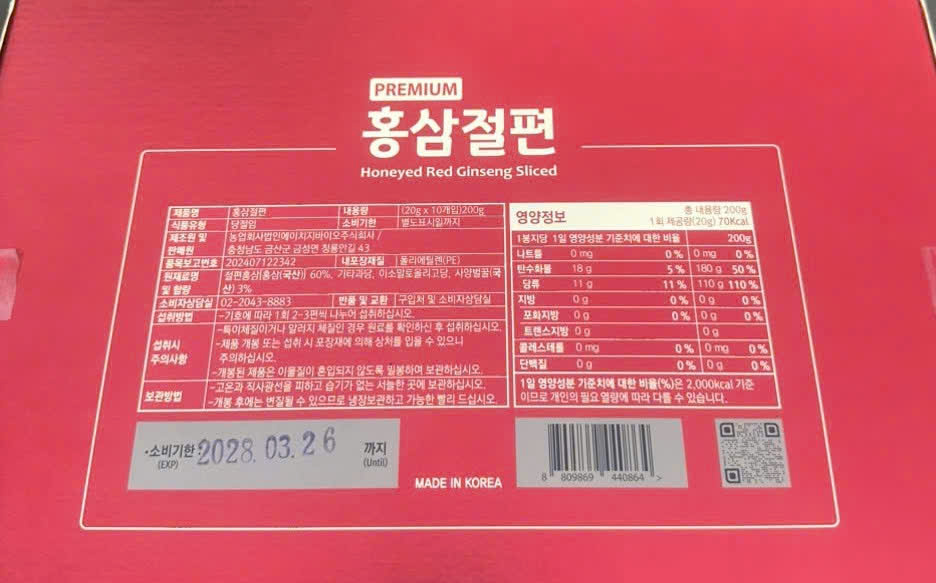 PREMIUM
홍삼절편
Honeyed Red Ginseng Sliced
제품명 홍삼절편 내용량 (20g x 10개입)200g
식품유형 당절임 소비기한 별도표시일까지
제조원 및 판매원 농업회사법인에이치지바이오주식회사 /
충청남도 금산군 금성면 청풍안길 43
품목보고번호 202407122342 내포장재질 폴리에틸렌(PE)
원재료명 및 함량 절편홍삼{홍삼(국산)} 60%, 기타과당, 이소말토올리고당, 사양벌꿀(국
산) 3%
소비자상담실 02-2043-8883 반품 및 교환 구입처 및 소비자상담실
섭취방법 -기호에 따라 1회 2~3편씩 나누어 섭취하십시오.
섭취시 주의사항 -특이체질이거나 알러지 체질인 경우 원료를 확인하신 후 섭취하십시오.
-제품 개봉 또는 섭취 시 포장재에 의해 상처를 입을 수 있으니
주의하십시오.
-개봉된 제품은 이물질이 혼입되지 않도록 밀봉하여 보관하십시오.
보관방법 -고온과 직사광선을 피하고 습기가 없는 서늘한 곳에 보관하십시오.
-개봉 후에는 변질될 수 있으므로 냉장보관하고 가능한 빨리 드십시오.
영양정보 총 내용량 200g
1회 제공량(20g) 70Kcal
1봉지당 1일 영양성분 기준치에 대한 비율 200g
나트륨 0 mg 0 % 0 mg 0%
탄수화물 18 g 5 % 180 g 50 %
당류 11 g 11 % 110 g 110 %
지방 0 g 0 % 0 g 0%
포화지방 0 g 0 % 0 g 0%
트랜스지방 0 g 0 g
콜레스테롤 0 mg 0 % 0 mg 0%
단백질 0 g 0 % 0 g 0%
1일 영양성분 기준치에 대한 비율(%)은 2,000kcal 기준
이므로 개인의 필요 열량에 따라 다를 수 있습니다.
•소비기한: 2028. 03. 26 까지
(EXP) (Until)
MADE IN KOREA
8 809869 440864 >